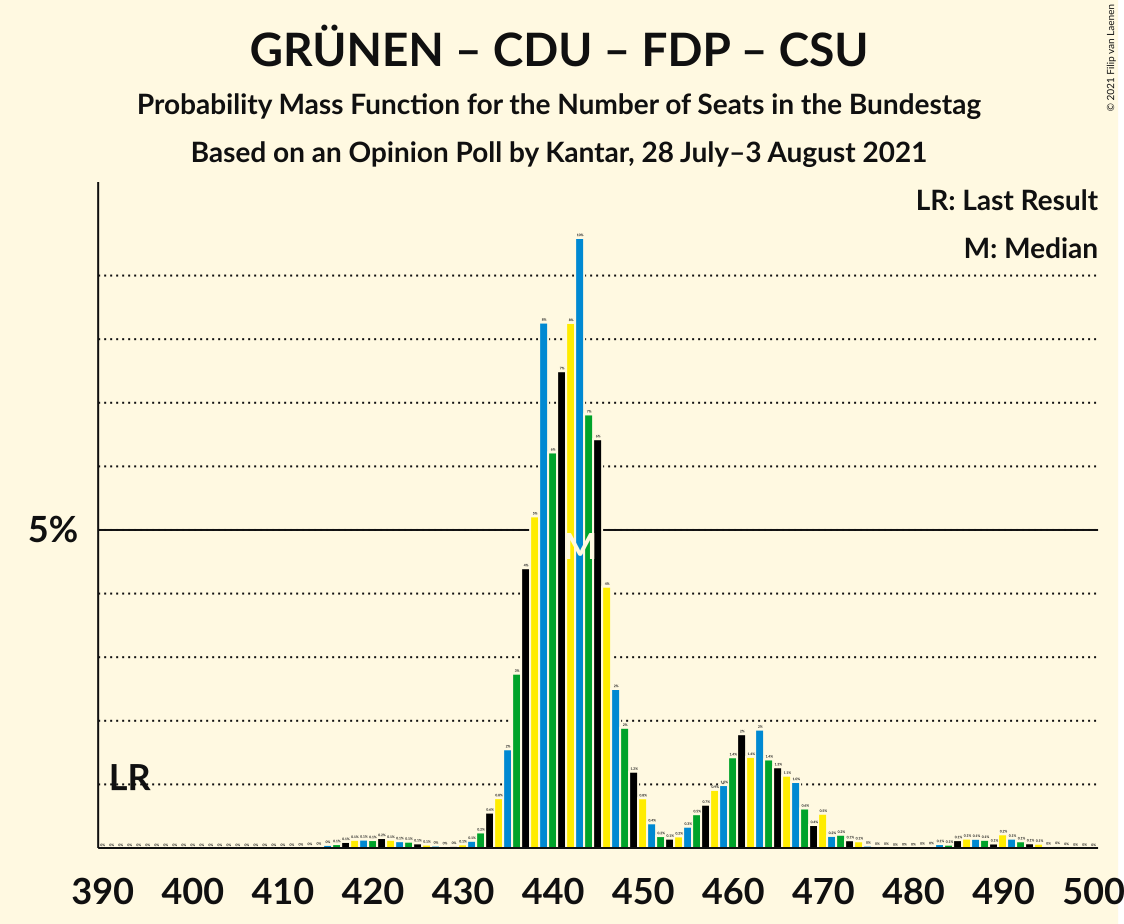 GRÜNEN – CDU – FDP – CSU
Probability Mass Function for the Number of Seats in the Bundestag
Based on an Opinion Poll by Kantar, 28 July–3 August 2021
© 2021 Filip van Laenen
LR: Last Result
M: Median
5%
M
LR
390 400 410 420 430 440 450 460 470 480 490 500